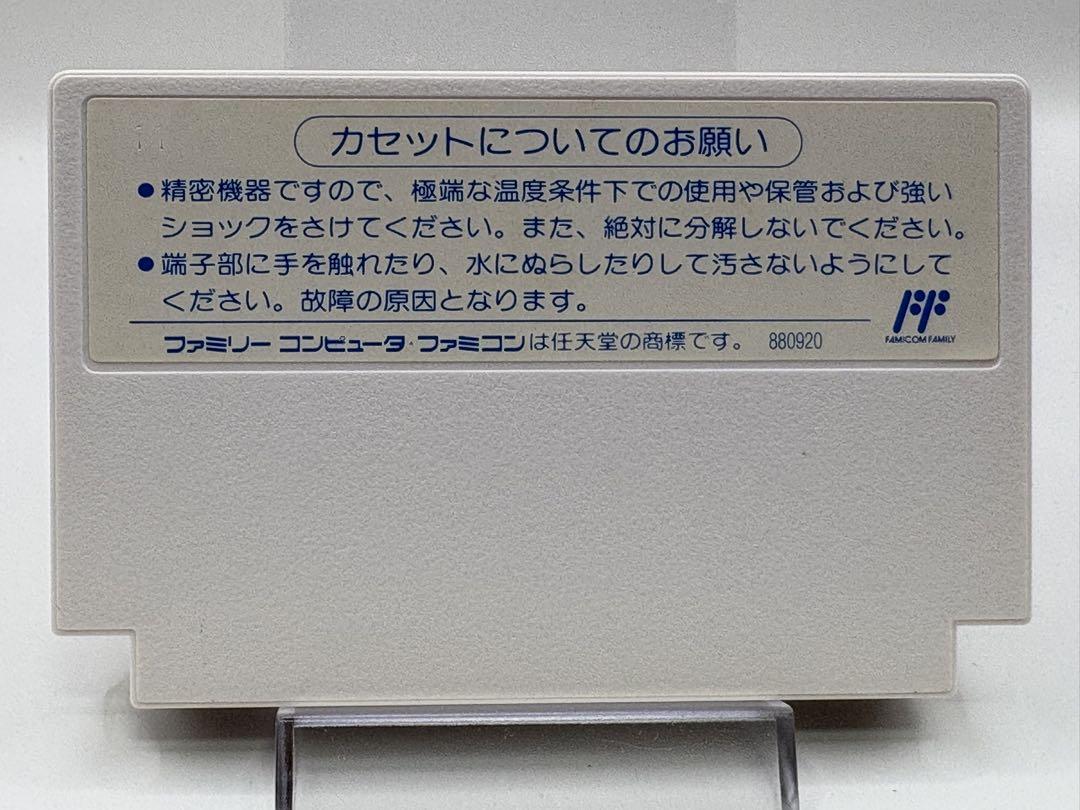 カセットについてのお願い
●精密機器ですので、極端な温度条件下での使用や保管および強い
ショックをさけてください。また、絶対に分解しないでください。
●端子部に手を触れたり、水にぬらしたりして汚さないようにして
ください。故障の原因となります。
ファミリー コンピュータ・ファミコンは任天堂の商標です。 880920
FAMICOM FAMILY